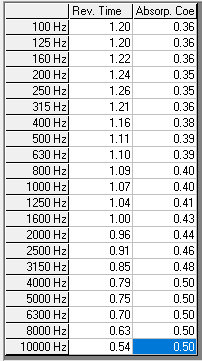 Rev. Time Absorp. Coe
100 Hz 1.20 0.36
125 Hz 1.20 0.36
160 Hz 1.22 0.36
200 Hz 1.24 0.35
250 Hz 1.26 0.35
315 Hz 1.21 0.36
400 Hz 1.16 0.38
500 Hz 1.11 0.39
630 Hz 1.10 0.39
800 Hz 1.09 0.40
1000 Hz 1.07 0.40
1250 Hz 1.04 0.41
1600 Hz 1.00 0.43
2000 Hz 0.96 0.44
2500 Hz 0.91 0.46
3150 Hz 0.85 0.48
4000 Hz 0.79 0.50
5000 Hz 0.75 0.50
6300 Hz 0.70 0.50
8000 Hz 0.63 0.50
10000 Hz 0.54 0.50